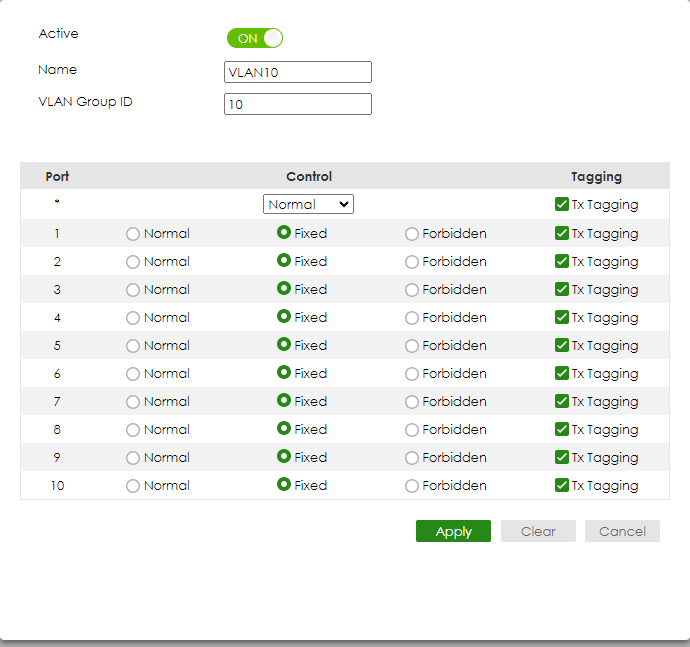 Active ON
Name VLAN10
VLAN Group ID 10
Port Control Tagging
* Normal Tx Tagging
1 Normal Fixed Forbidden Tx Tagging
2 Normal Fixed Forbidden Tx Tagging
3 Normal Fixed Forbidden Tx Tagging
4 Normal Fixed Forbidden Tx Tagging
5 Normal Fixed Forbidden Tx Tagging
6 Normal Fixed Forbidden Tx Tagging
7 Normal Fixed Forbidden Tx Tagging
8 Normal Fixed Forbidden Tx Tagging
9 Normal Fixed Forbidden Tx Tagging
10 Normal Fixed Forbidden Tx Tagging
Apply Clear Cancel